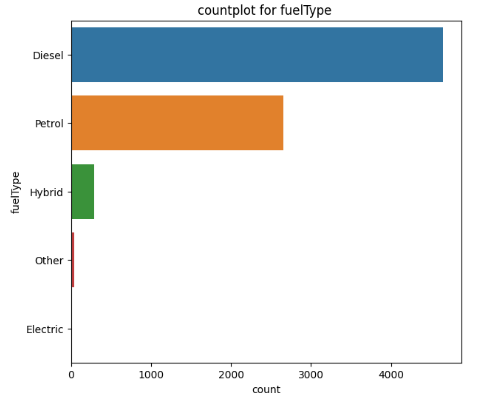 countplot for fuelType
Diesel
Petrol
Hybrid
Other
Electric
fuelType
0 1000 2000 3000 4000
count